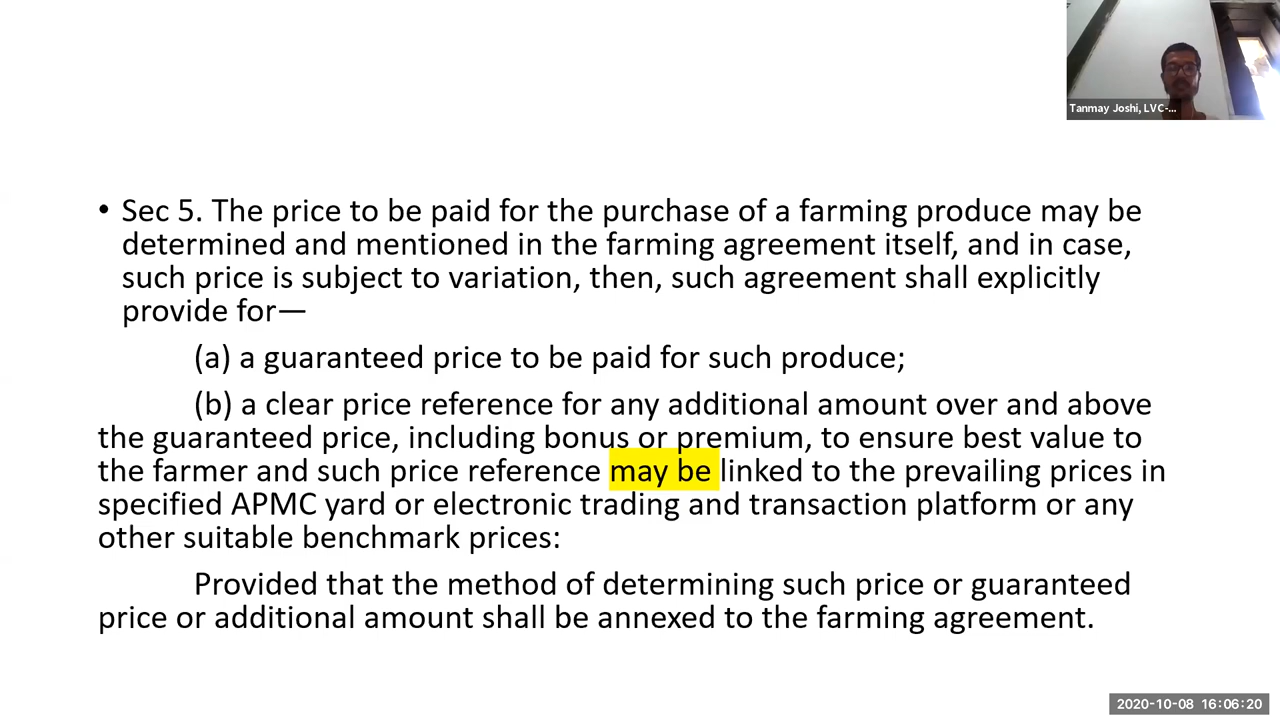 Tanmay Joshi, LVC-...
• Sec 5. The price to be paid for the purchase of a farming produce may be
determined and mentioned in the farming agreement itself, and in case,
such price is subject to variation, then, such agreement shall explicitly
provide for—
(a) a guaranteed price to be paid for such produce;
(b) a clear price reference for any additional amount over and above
the guaranteed price, including bonus or premium, to ensure best value to
the farmer and such price reference may be linked to the prevailing prices in
specified APMC yard or electronic trading and transaction platform or any
other suitable benchmark prices:
Provided that the method of determining such price or guaranteed
price or additional amount shall be annexed to the farming agreement.
2020-10-08 16:06:20